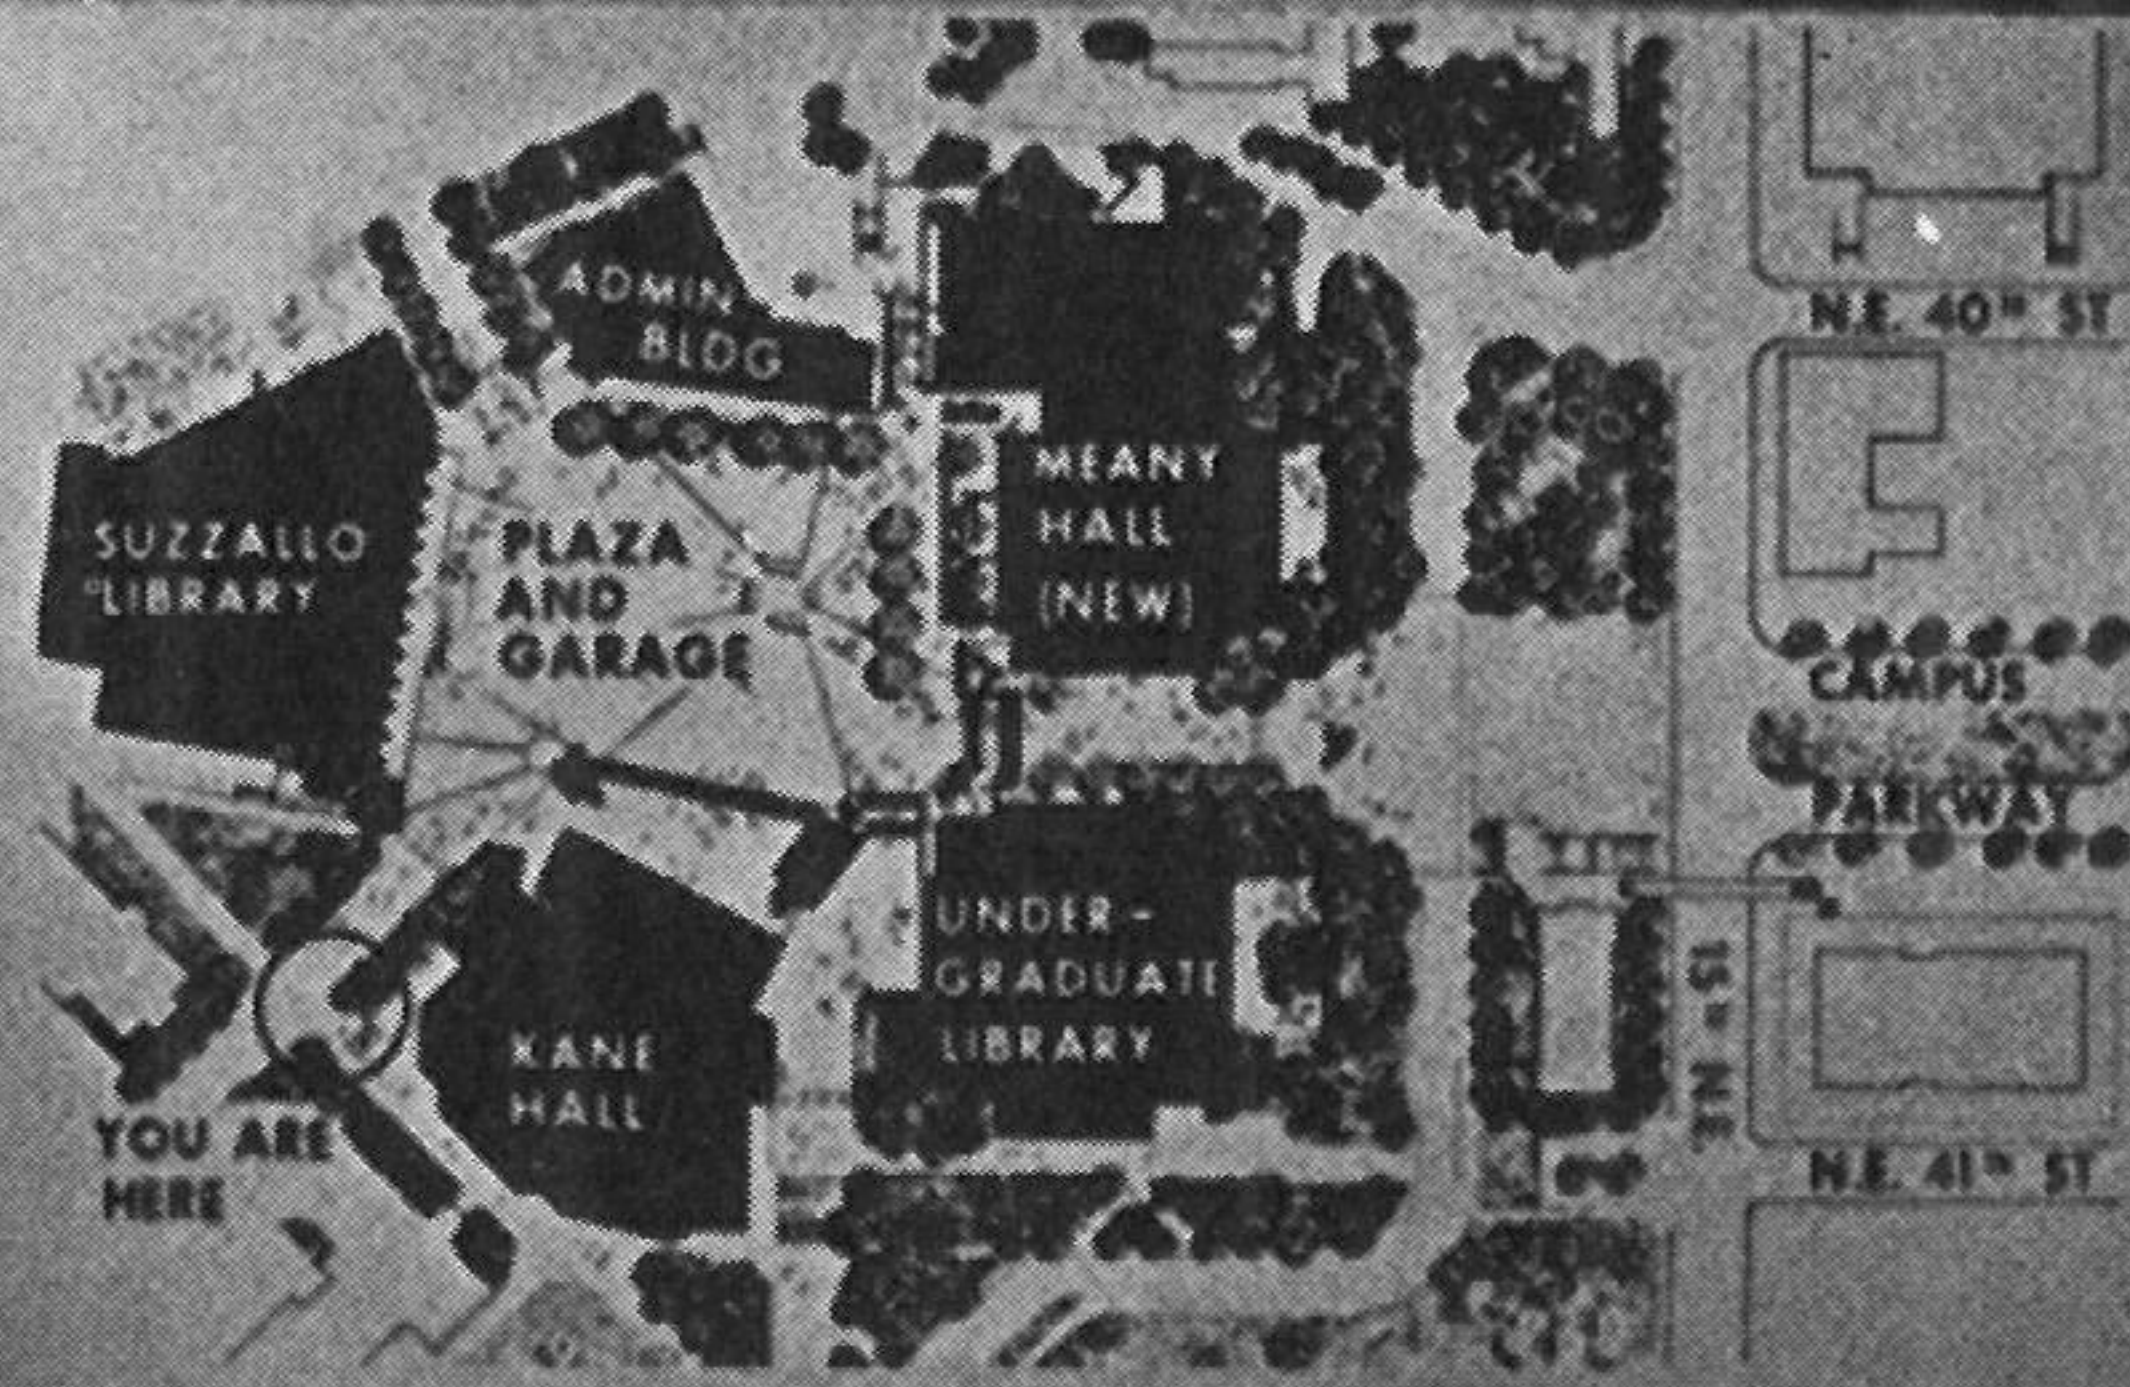 ADMIN
BLDG
N.E. 40TH ST
MEANY
HALL
(NEW)
SUZZALLO
LIBRARY
PLAZA
AND
GARAGE
CAMPUS
PARKWAY
UNDER-
GRADUATE
LIBRARY
15TH N.E.
KANE
HALL
YOU ARE
HERE
N.E. 41TH ST